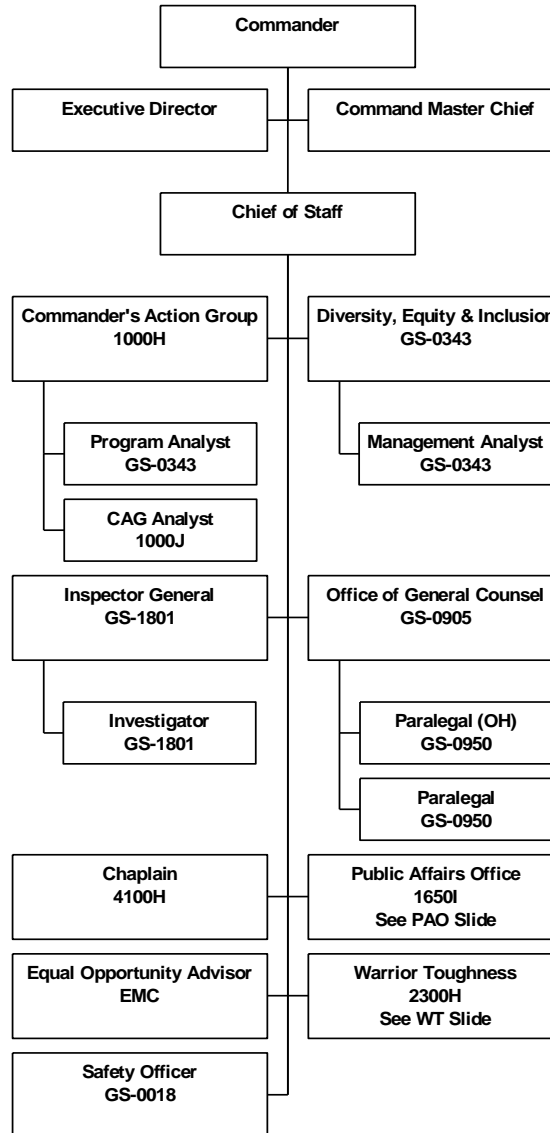 Commander
Executive Director
Command Master Chief
Chief of Staff
Commander's Action Group
1000H
Diversity, Equity & Inclusion
GS-0343
Program Analyst
GS-0343
Management Analyst
GS-0343
CAG Analyst
1000J
Inspector General
GS-1801
Office of General Counsel
GS-0905
Investigator
GS-1801
Paralegal (OH)
GS-0950
Paralegal
GS-0950
Chaplain
4100H
Public Affairs Office
1650I
See PAO Slide
Equal Opportunity Advisor
EMC
Warrior Toughness
2300H
See WT Slide
Safety Officer
GS-0018